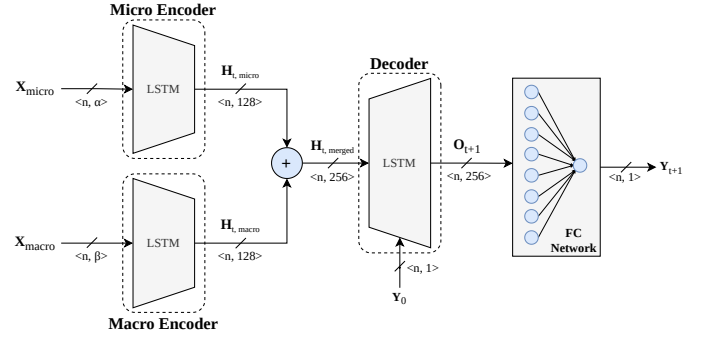 Micro Encoder
X_micro
<n, α>
LSTM
H_t, micro
<n, 128>
Macro Encoder
X_macro
<n, β>
LSTM
H_t, macro
<n, 128>
+
H_t, merged
<n, 256>
Decoder
LSTM
<n, 1>
Y_0
O_t+1
<n, 256>
FC
Network
<n, 1>
Y_t+1